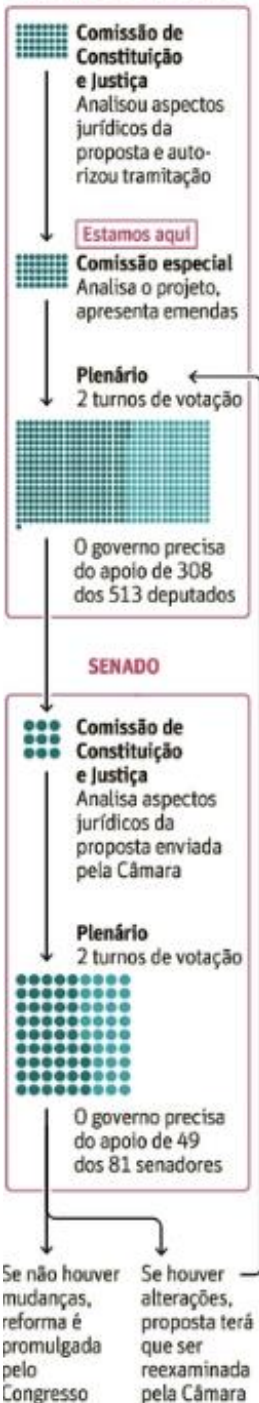 Comissão de
Constituição
e Justiça
Analisou aspectos
jurídicos da
proposta e auto-
rizou tramitação
Estamos aqui
Comissão especial
Analisa o projeto,
apresenta emendas
Plenário
2 turnos de votação
O governo precisa
do apoio de 308
dos 513 deputados
SENADO
Comissão de
Constituição
e Justiça
Analisa aspectos
jurídicos da
proposta enviada
pela Câmara
Plenário
2 turnos de votação
O governo precisa
do apoio de 49
dos 81 senadores
Se não houver
mudanças,
reforma é
promulgada
pelo
Congresso
Se houver
alterações,
proposta terá
que ser
reexaminada
pela Câmara